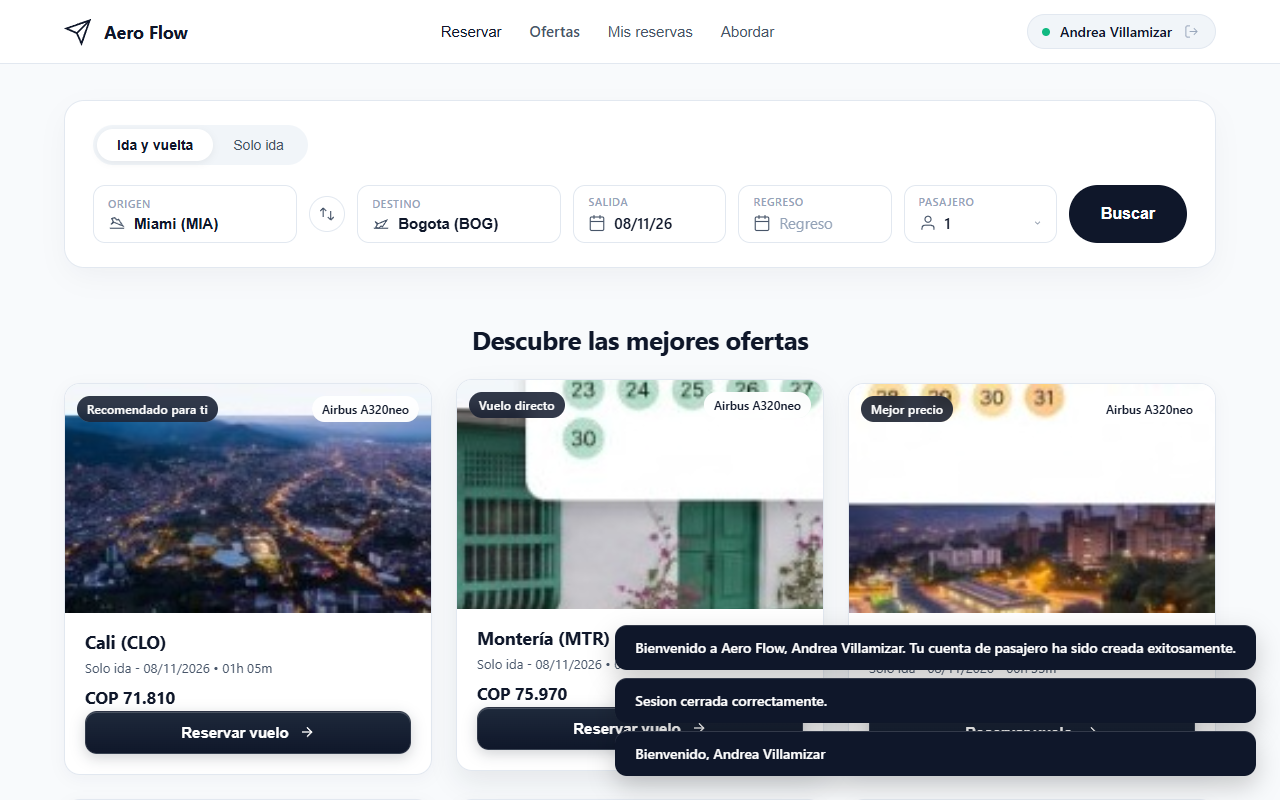 Aero Flow
Reservar
Ofertas
Mis reservas
Abordar
Andrea Villamizar
Ida y vuelta
Solo ida
ORIGEN
Miami (MIA)
DESTINO
Bogota (BOG)
SALIDA
08/11/26
REGRESO
Regreso
PASAJERO
1
Buscar
Descubre las mejores ofertas
Recomendado para ti
Airbus A320neo
Cali (CLO)
Solo ida - 08/11/2026 • 01h 05m
COP 71.810
Reservar vuelo
23 24 25 26 27
30
Vuelo directo
Airbus A320neo
Montería (MTR)
Solo ida - 08/11/2026 •
COP 75.970
Reservar vuelo
29 30 31
Mejor precio
Airbus A320neo
Bienvenido a Aero Flow, Andrea Villamizar. Tu cuenta de pasajero ha sido creada exitosamente.
Sesion cerrada correctamente.
Bienvenido, Andrea Villamizar